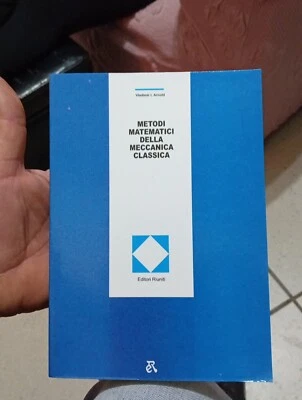 Vladimir I. Arnold
METODI
MATEMATICI
DELLA
MECCANICA
CLASSICA
Editori Riuniti